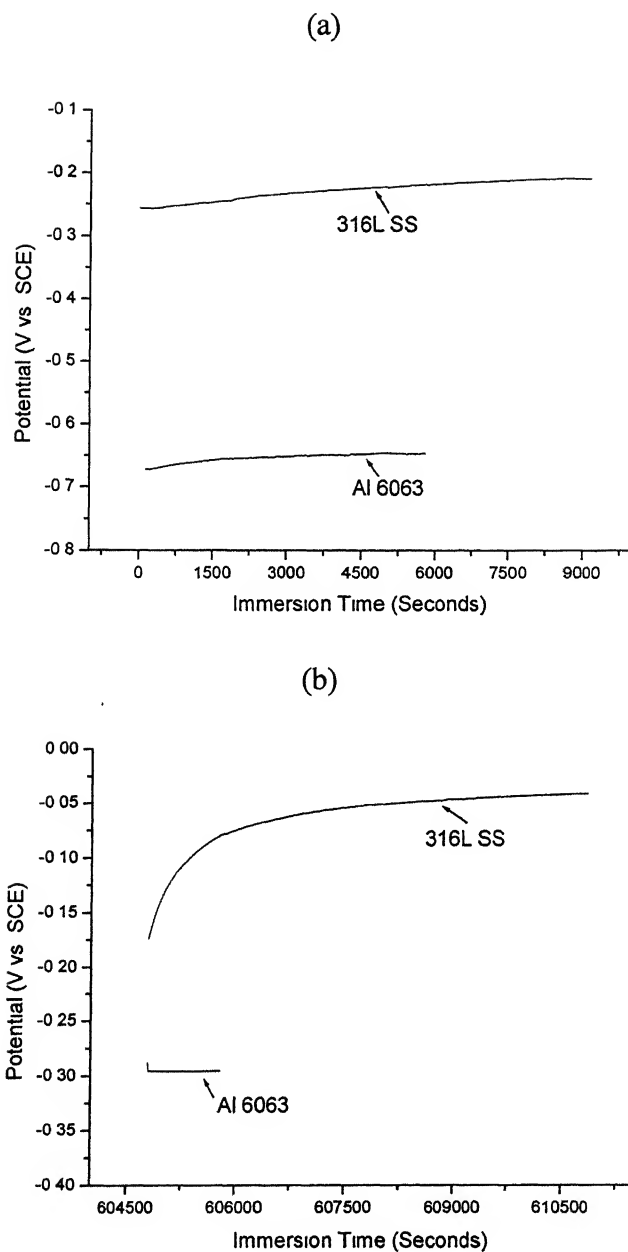 (a)
-0 1
-0 2
-0 3
-0 4
-0 5
-0 6
-0 7
-0 8
Potential (V vs SCE)
316L SS
Al 6063
0 1500 3000 4500 6000 7500 9000
Immersion Time (Seconds)
(b)
0 00
-0 05
-0 10
-0 15
-0 20
-0 25
-0 30
-0 35
-0 40
Potential (V vs SCE)
316L SS
Al 6063
604500 606000 607500 609000 610500
Immersion Time (Seconds)